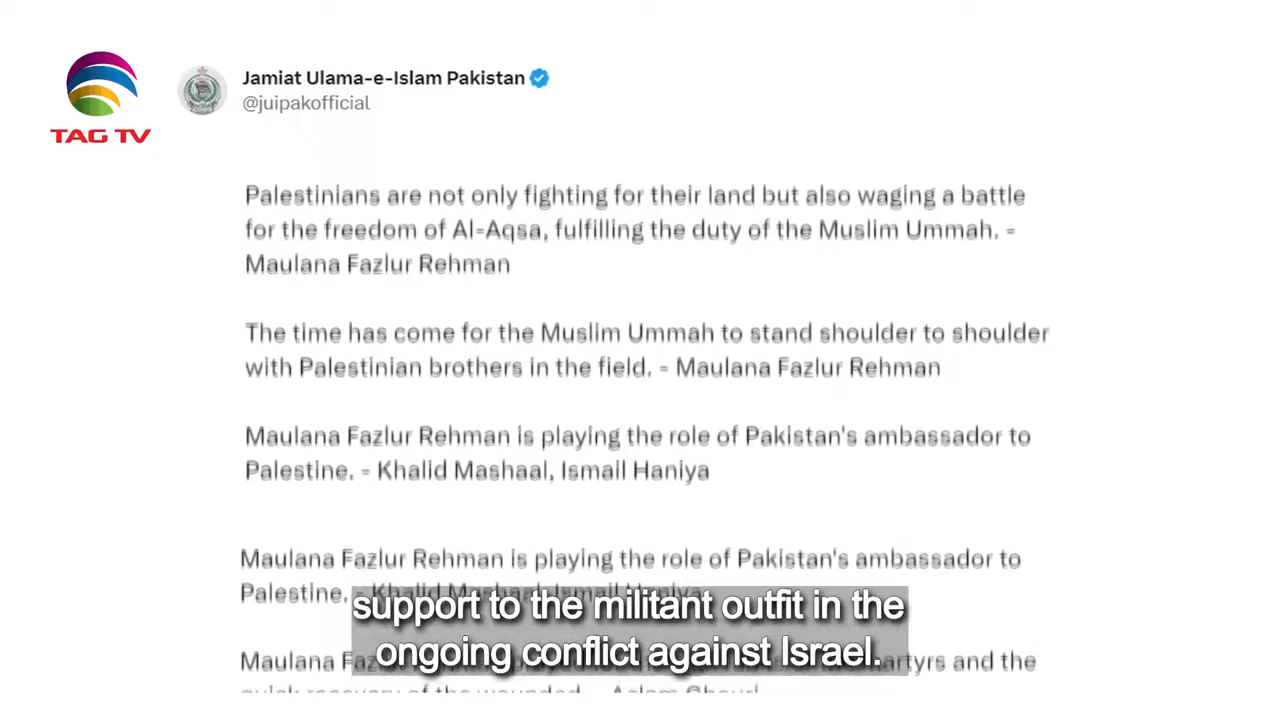 TAG TV
Jamiat Ulama-e-Islam Pakistan
@juipakofficial
Palestinians are not only fighting for their land but also waging a battle
for the freedom of Al-Aqsa, fulfilling the duty of the Muslim Ummah. -
Maulana Fazlur Rehman
The time has come for the Muslim Ummah to stand shoulder to shoulder
with Palestinian brothers in the field. - Maulana Fazlur Rehman
Maulana Fazlur Rehman is playing the role of Pakistan's ambassador to
Palestine. - Khalid Mashaal, Ismail Haniya
Maulana Fazlur Rehman is playing the role of Pakistan's ambassador to
Palestine. - Khalid Mashaal, Ismail Haniya
support to the militant outfit in the
ongoing conflict against Israel.
Maulana and the